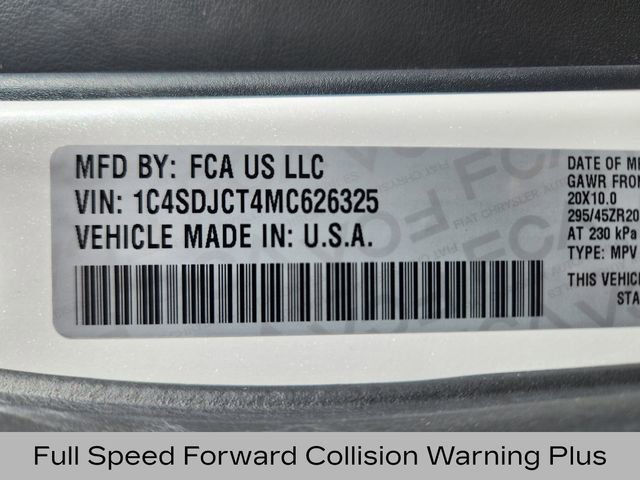 MFD BY: FCA US LLC
VIN: 1C4SDJCT4MC626325
VEHICLE MADE IN: U.S.A.
DATE OF M
GAWR FRON
20X10.0
295/45ZR20
AT 230 kPa
TYPE: MPV
THIS VEHICL
STA
Full Speed Forward Collision Warning Plus